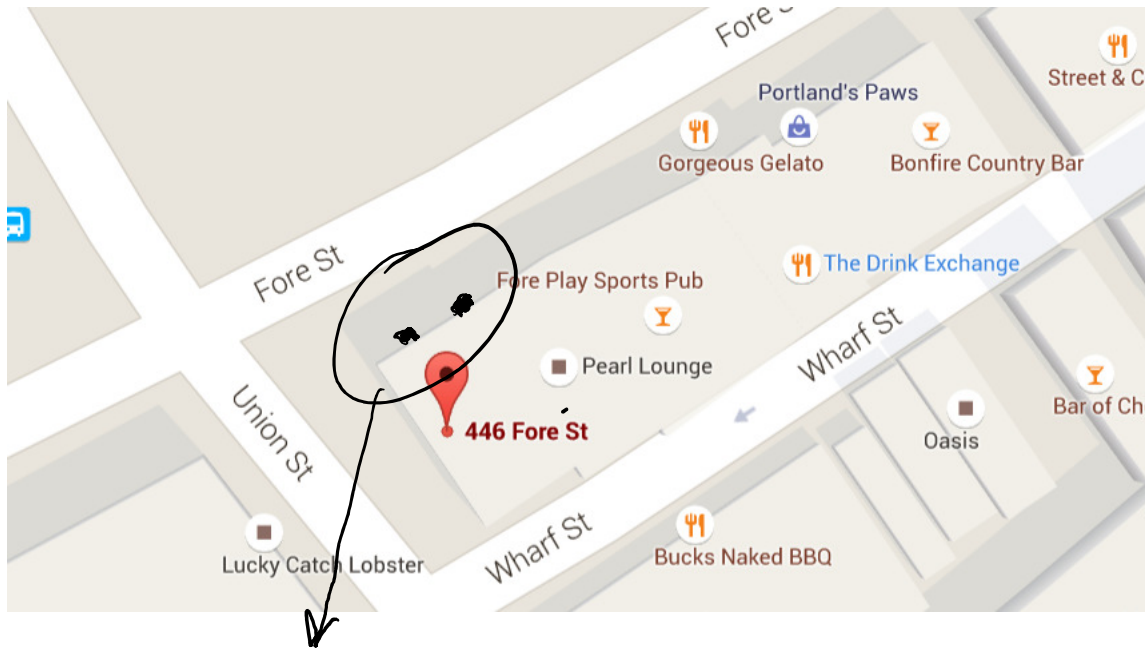 Fore S
Street & C
Portland's Paws
Gorgeous Gelato
Bonfire Country Bar
Fore St
Fore Play Sports Pub
The Drink Exchange
Pearl Lounge
Wharf St
Bar of Ch
Union St
446 Fore St
Oasis
Lucky Catch Lobster
Wharf St
Bucks Naked BBQ